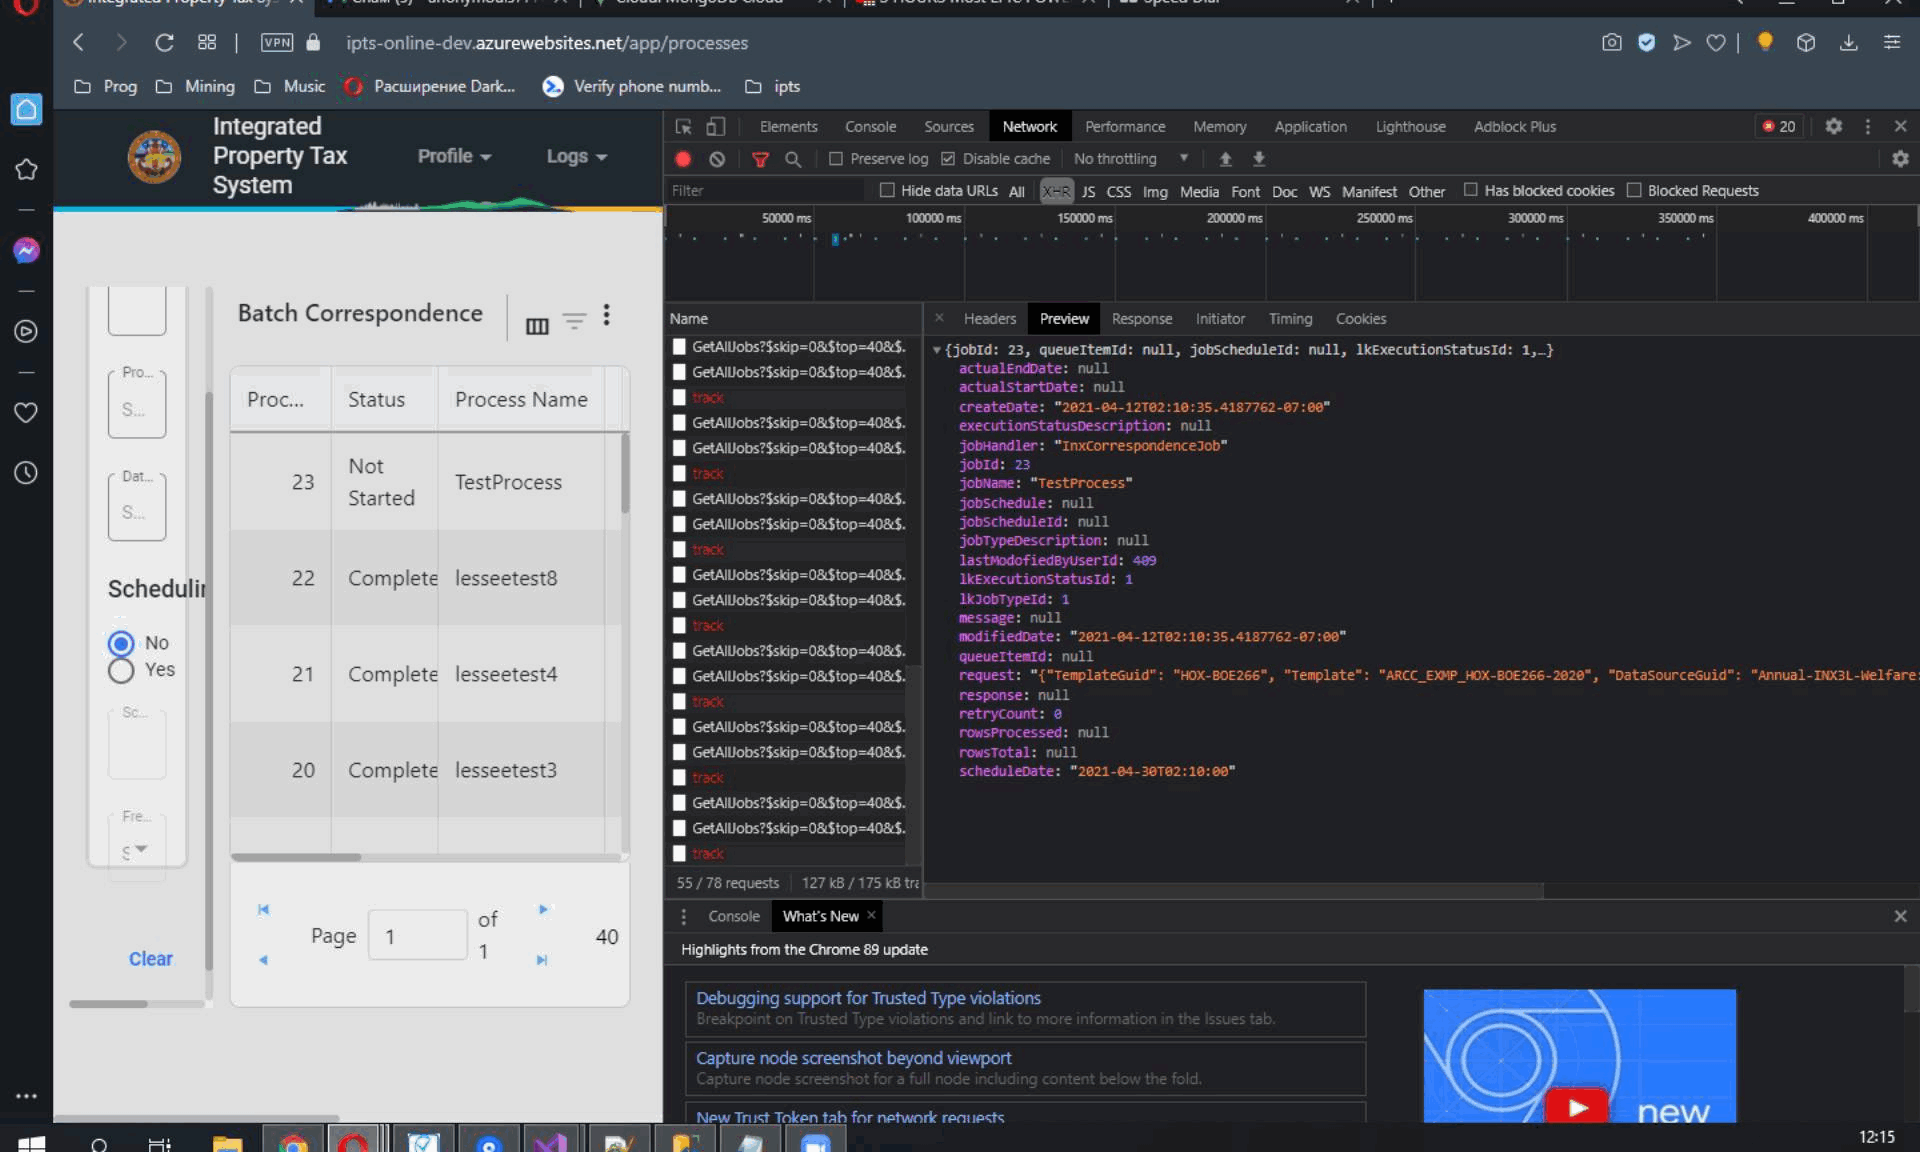 Integrated Property Tax Sy
Speed Dial
VPN
ipts-online-dev.azurewebsites.net/app/processes
Prog
Mining
Music
Расширение Dark...
Verify phone numb...
ipts
Integrated
Property Tax
System
Profile
Logs
Pro...
S...
Dat...
S...
Schedulin
No
Yes
Sc...
Fre...
Clear
Batch Correspondence
Proc... Status Process Name
23 Not Started TestProcess
22 Complete lesseetest8
21 Complete lesseetest4
20 Complete lesseetest3
Page 1 of 1 40
Elements Console Sources Network Performance Memory Application Lighthouse Adblock Plus 20
Preserve log Disable cache No throttling
Filter Hide data URLs All XHR JS CSS Img Media Font Doc WS Manifest Other Has blocked cookies Blocked Requests
50000 ms 100000 ms 150000 ms 200000 ms 250000 ms 300000 ms 350000 ms 400000 ms
Name
GetAllJobs?$skip=0&$top=40&$.
GetAllJobs?$skip=0&$top=40&$.
track
GetAllJobs?$skip=0&$top=40&$.
GetAllJobs?$skip=0&$top=40&$.
track
GetAllJobs?$skip=0&$top=40&$.
GetAllJobs?$skip=0&$top=40&$.
track
GetAllJobs?$skip=0&$top=40&$.
GetAllJobs?$skip=0&$top=40&$.
track
GetAllJobs?$skip=0&$top=40&$.
GetAllJobs?$skip=0&$top=40&$.
track
GetAllJobs?$skip=0&$top=40&$.
GetAllJobs?$skip=0&$top=40&$.
track
GetAllJobs?$skip=0&$top=40&$.
GetAllJobs?$skip=0&$top=40&$.
track
55 / 78 requests 127 kB / 175 kB tra
Headers Preview Response Initiator Timing Cookies
{jobId: 23, queueItemId: null, jobScheduleId: null, lkExecutionStatusId: 1,…}
actualEndDate: null
actualStartDate: null
createDate: "2021-04-12T02:10:35.4187762-07:00"
executionStatusDescription: null
jobHandler: "InxCorrespondenceJob"
jobId: 23
jobName: "TestProcess"
jobSchedule: null
jobScheduleId: null
jobTypeDescription: null
lastModofiedByUserId: 409
lkExecutionStatusId: 1
lkJobTypeId: 1
message: null
modifiedDate: "2021-04-12T02:10:35.4187762-07:00"
queueItemId: null
request: "{"TemplateGuid": "HOX-BOE266", "Template": "ARCC_EXMP_HOX-BOE266-2020", "DataSourceGuid": "Annual-INX3L-Welfare
response: null
retryCount: 0
rowsProcessed: null
rowsTotal: null
scheduleDate: "2021-04-30T02:10:00"
Console What's New
Highlights from the Chrome 89 update
Debugging support for Trusted Type violations
Breakpoint on Trusted Type violations and link to more information in the Issues tab.
Capture node screenshot beyond viewport
Capture node screenshot for a full node including content below the fold.
New Trust Token tab for network requests
new
12:15